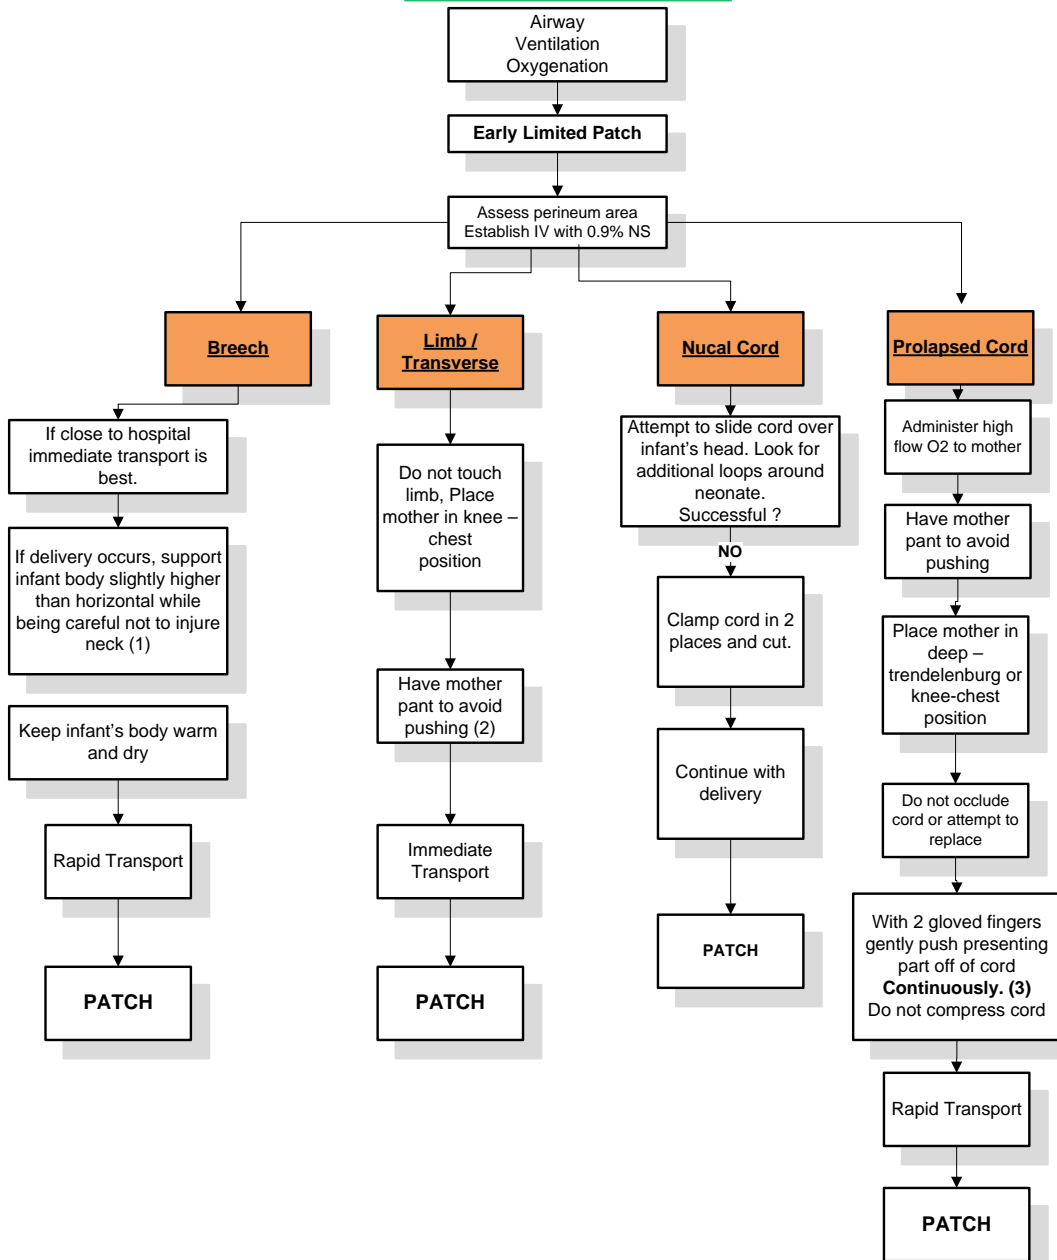 Airway
Ventilation
Oxygenation
Early Limited Patch
Assess perineum area
Establish IV with 0.9% NS
Breech
If close to hospital
immediate transport is
best.
If delivery occurs, support
infant body slightly higher
than horizontal while
being careful not to injure
neck (1)
Keep infant's body warm
and dry
Rapid Transport
PATCH
Limb /
Transverse
Do not touch
limb, Place
mother in knee –
chest
position
Have mother
pant to avoid
pushing (2)
Immediate
Transport
PATCH
Nucal Cord
Attempt to slide cord over
infant's head. Look for
additional loops around
neonate.
Successful ?
NO
Clamp cord in 2
places and cut.
Continue with
delivery
PATCH
Prolapsed Cord
Administer high
flow O2 to mother
Have mother
pant to avoid
pushing
Place mother in
deep –
trendelenburg or
knee-chest
position
Do not occlude
cord or attempt to
replace
With 2 gloved fingers
gently push presenting
part off of cord
Continuously. (3)
Do not compress cord
Rapid Transport
PATCH